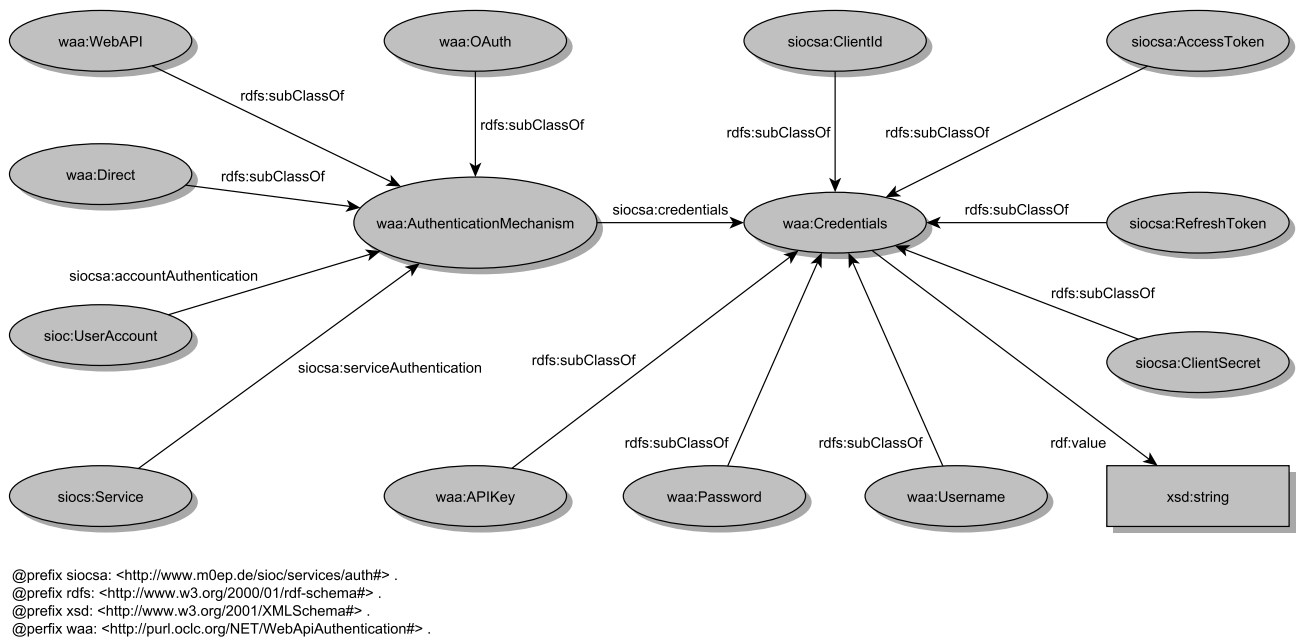 waa:WebAPI
waa:OAuth
siocsa:ClientId
siocsa:AccessToken
rdfs:subClassOf
rdfs:subClassOf
rdfs:subClassOf
rdfs:subClassOf
waa:Direct
rdfs:subClassOf
waa:AuthenticationMechanism
siocsa:credentials
waa:Credentials
rdfs:subClassOf
siocsa:RefreshToken
siocsa:accountAuthentication
rdfs:subClassOf
sioc:UserAccount
siocsa:serviceAuthentication
rdfs:subClassOf
siocsa:ClientSecret
rdfs:subClassOf
rdfs:subClassOf
rdf:value
siocs:Service
waa:APIKey
waa:Password
waa:Username
xsd:string
@prefix siocsa: <http://www.m0ep.de/sioc/services/auth#> .
@prefix rdfs: <http://www.w3.org/2000/01/rdf-schema#> .
@prefix xsd: <http://www.w3.org/2001/XMLSchema#> .
@perfix waa: <http://purl.oclc.org/NET/WebApiAuthentication#> .